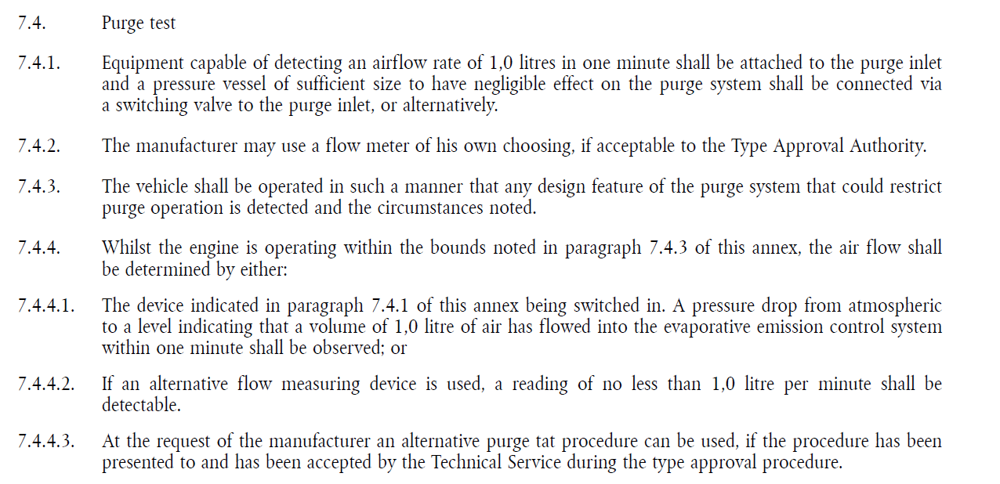 7.4. Purge test
7.4.1. Equipment capable of detecting an airflow rate of 1,0 litres in one minute shall be attached to the purge inlet
and a pressure vessel of sufficient size to have negligible effect on the purge system shall be connected via
a switching valve to the purge inlet, or alternatively.
7.4.2. The manufacturer may use a flow meter of his own choosing, if acceptable to the Type Approval Authority.
7.4.3. The vehicle shall be operated in such a manner that any design feature of the purge system that could restrict
purge operation is detected and the circumstances noted.
7.4.4. Whilst the engine is operating within the bounds noted in paragraph 7.4.3 of this annex, the air flow shall
be determined by either:
7.4.4.1. The device indicated in paragraph 7.4.1 of this annex being switched in. A pressure drop from atmospheric
to a level indicating that a volume of 1,0 litre of air has flowed into the evaporative emission control system
within one minute shall be observed; or
7.4.4.2. If an alternative flow measuring device is used, a reading of no less than 1,0 litre per minute shall be
detectable.
7.4.4.3. At the request of the manufacturer an alternative purge tat procedure can be used, if the procedure has been
presented to and has been accepted by the Technical Service during the type approval procedure.